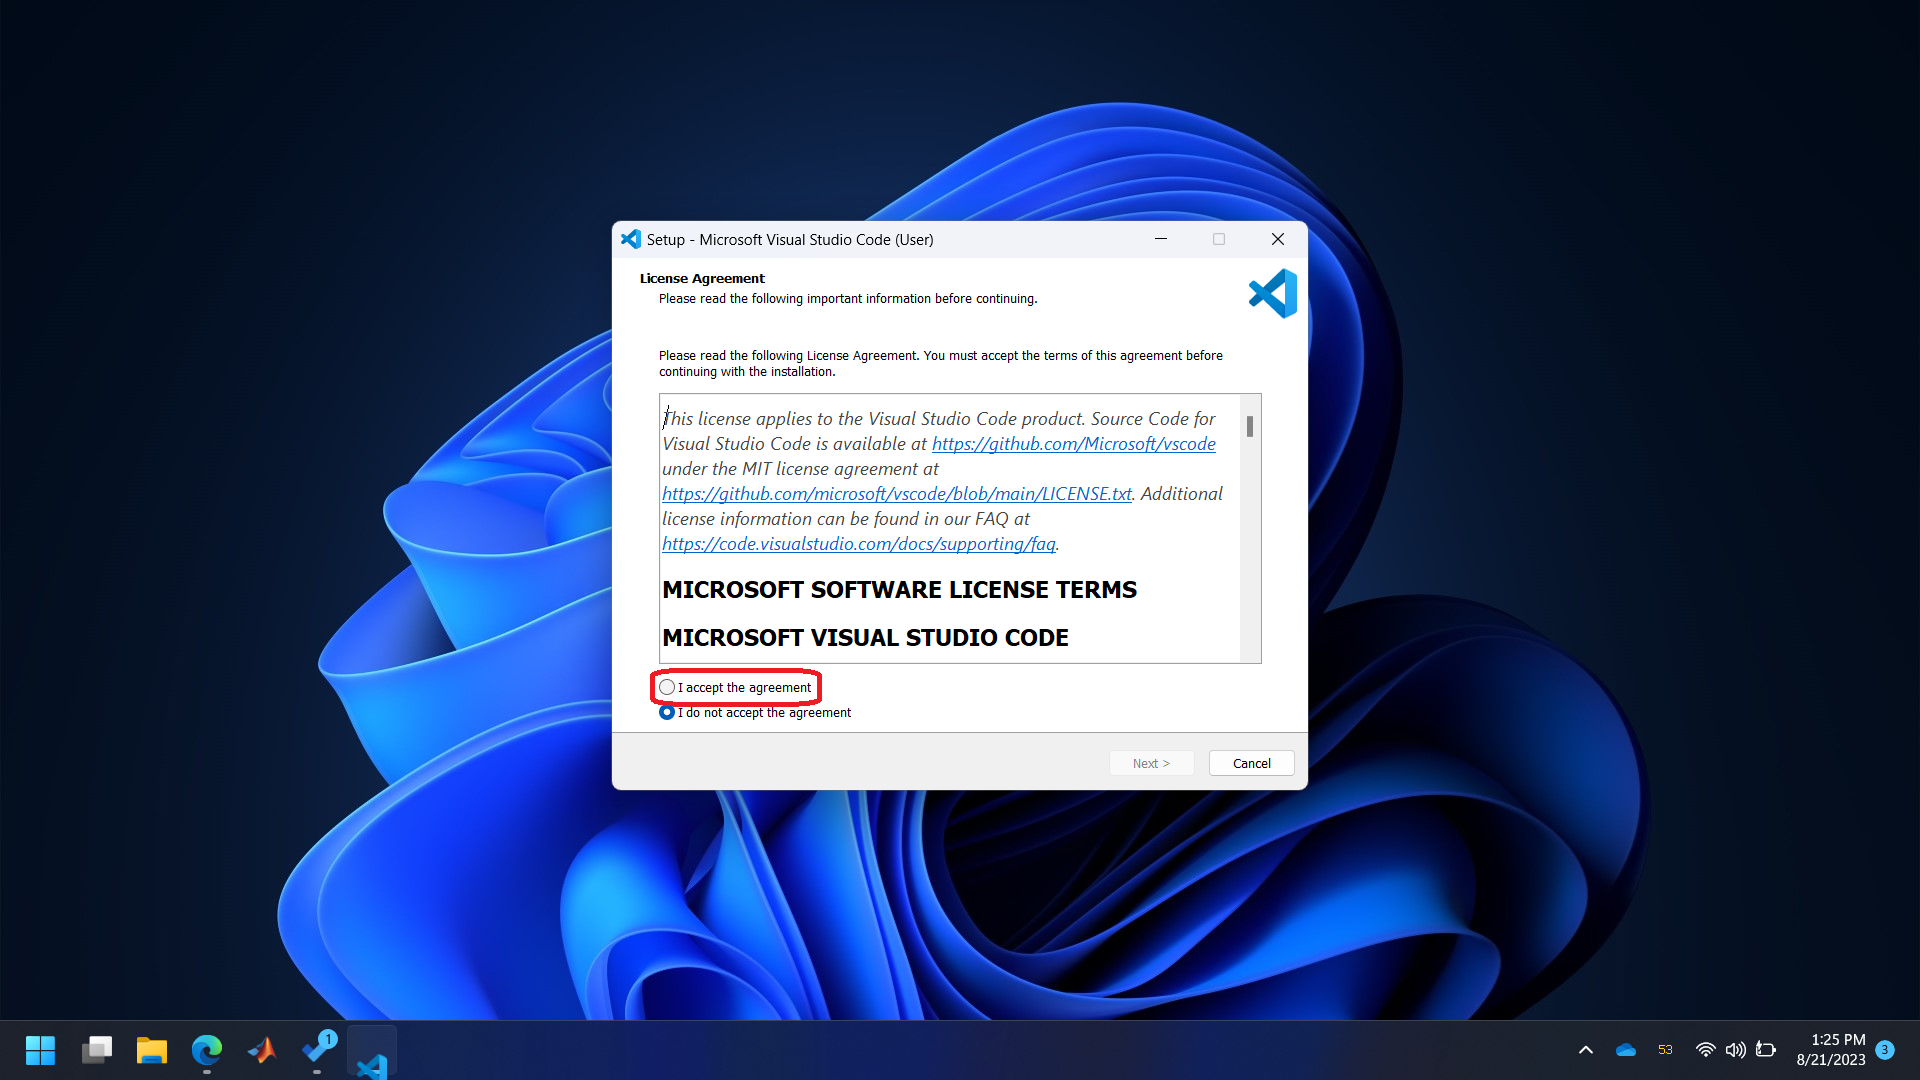 Setup - Microsoft Visual Studio Code (User)
License Agreement
Please read the following important information before continuing.
Please read the following License Agreement. You must accept the terms of this agreement before
continuing with the installation.
This license applies to the Visual Studio Code product. Source Code for
Visual Studio Code is available at https://github.com/Microsoft/vscode
under the MIT license agreement at
https://github.com/microsoft/vscode/blob/main/LICENSE.txt. Additional
license information can be found in our FAQ at
https://code.visualstudio.com/docs/supporting/faq.
MICROSOFT SOFTWARE LICENSE TERMS
MICROSOFT VISUAL STUDIO CODE
I accept the agreement
I do not accept the agreement
Next >
Cancel
1
53
1:25 PM
8/21/2023
3